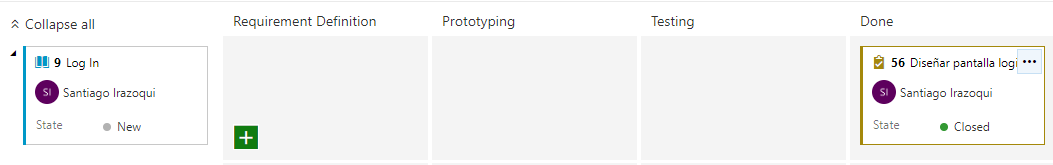 Collapse all
Requirement Definition
Prototyping
Testing
Done
9 Log In
SI Santiago Irazoqui
State New
56 Diseñar pantalla logi
SI Santiago Irazoqui
State Closed